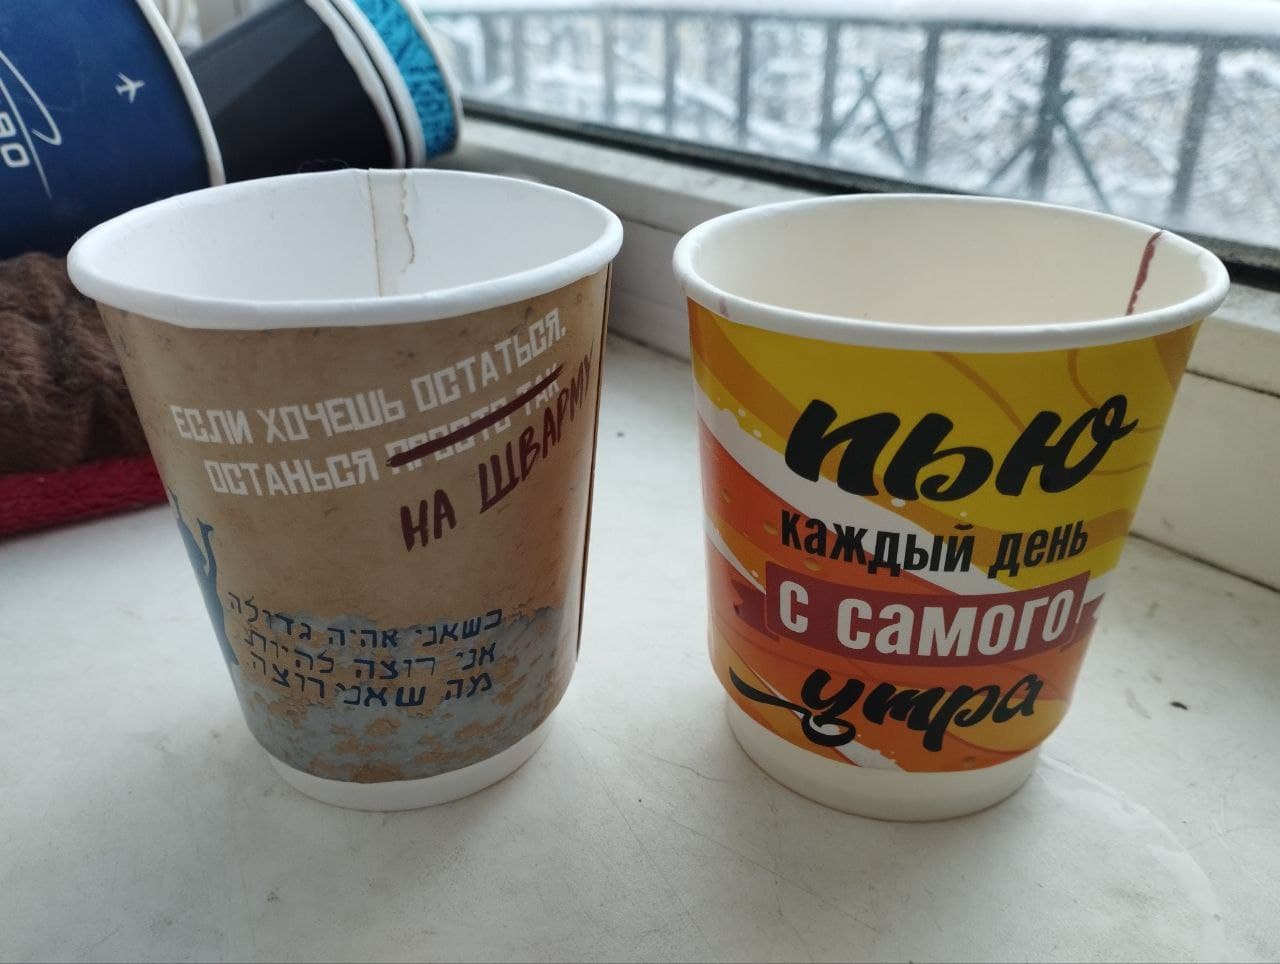 ЕСЛИ ХОЧЕШЬ ОСТАТЬСЯ,
ОСТАНЬСЯ ПРОСТО ТАК
НА ШВАРМУ
כשאני אהיה גדולה
אני רוצה להיות
מה שאני רוצה
пью
каждый день
с самого
утра